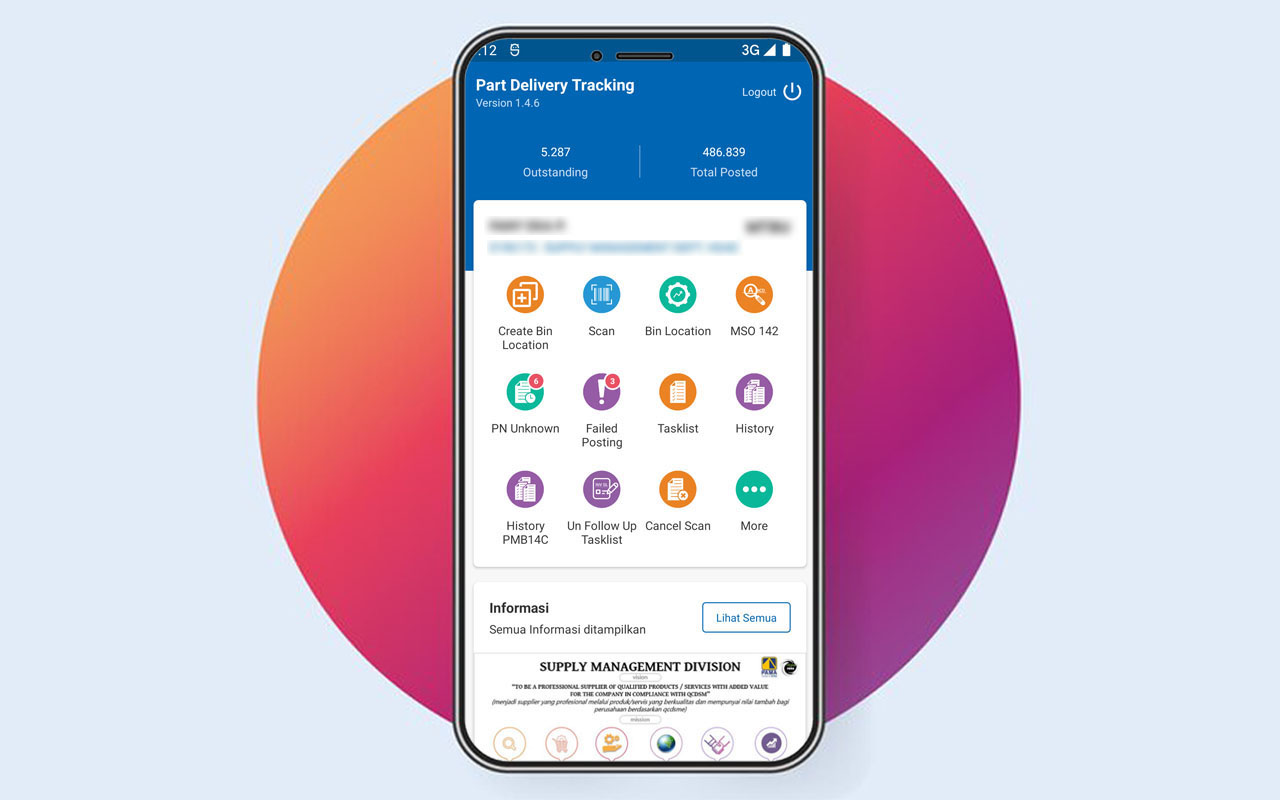 :12
3G
Part Delivery Tracking
Logout
Version 1.4.6
5.287
486.839
Outstanding
Total Posted
Create Bin
Location
Scan
Bin Location
MSO 142
6
PN Unknown
3
Failed
Posting
Tasklist
History
History
PMB14C
Un Follow Up
Tasklist
Cancel Scan
More
Informasi
Semua Informasi ditampilkan
Lihat Semua
SUPPLY MANAGEMENT DIVISION
PAMA
vision
"TO BE A PROFESSIONAL SUPPLIER OF QUALIFIED PRODUCTS / SERVICES WITH ADDED VALUE
FOR THE COMPANY IN COMPLIANCE WITH QCDSM"
(menjadi supplier yang profesional melalui produk/servis yang berkualitas dan mempunyai nilai tambah bagi
perusahaan berdasarkan qcdsme)
mission